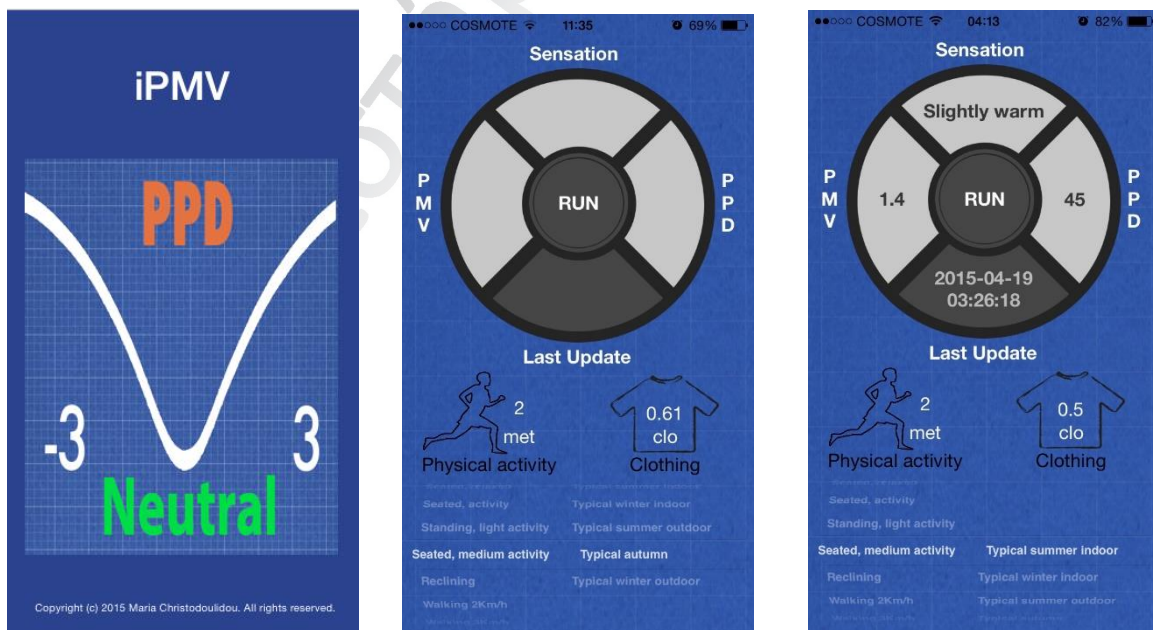 iPMV
PPD
-3
3
Neutral
Copyright (c) 2015 Maria Christodoulidou. All rights reserved.
COSMOTE 11:35 69%
Sensation
PMV
RUN
PPD
Last Update
2
met
0.61
clo
Physical activity
Clothing
Seated, activity
Typical winter indoor
Standing, light activity
Typical summer outdoor
Seated, medium activity
Typical autumn
Reclining
Typical winter outdoor
Walking 2Km/h
COSMOTE 04:13 82%
Sensation
Slightly warm
PMV
1.4
RUN
45
PPD
2015-04-19
03:26:18
Last Update
2
met
0.5
clo
Physical activity
Clothing
Seated, activity
Standing, light activity
Seated, medium activity
Typical summer indoor
Reclining
Typical winter indoor
Walking 2Km/h
Typical summer outdoor